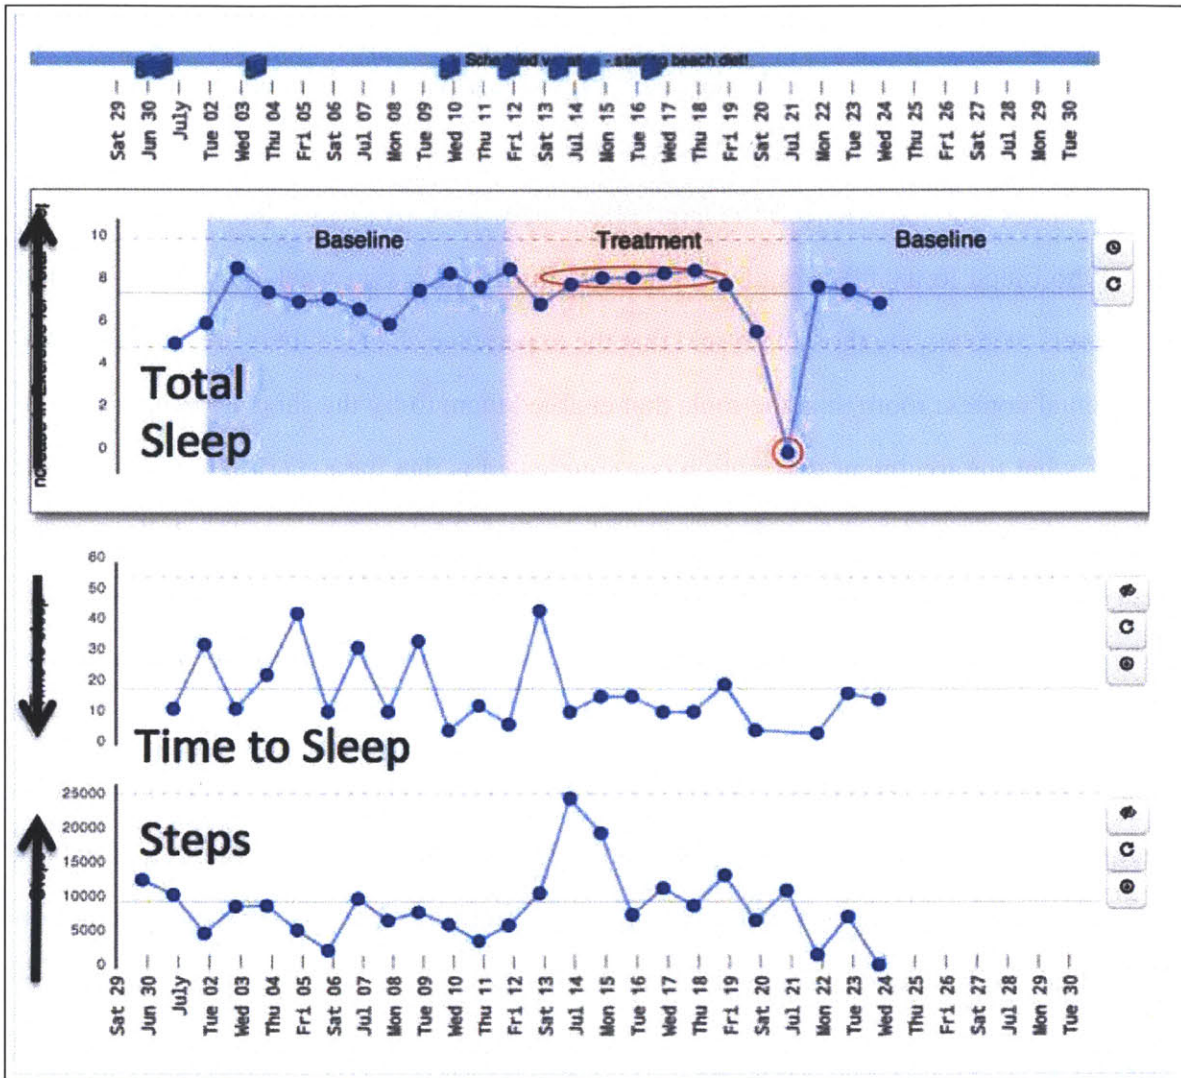 Sat 29
Jun 30
July
Tue 02
Wed 03
Thu 04
Fri 05
Sat 06
Jul 07
Mon 08
Tue 09
Wed 10
Thu 11
Fri 12
Sat 13
Jul 14
Mon 15
Tue 16
Wed 17
Thu 18
Fri 19
Sat 20
Jul 21
Mon 22
Tue 23
Wed 24
Thu 25
Fri 26
Sat 27
Jul 28
Mon 29
Tue 30
Baseline
Treatment
Baseline
10
8
6
4
2
0
Total
Sleep
60
50
40
30
20
10
0
Time to Sleep
25000
20000
15000
10000
5000
0
Steps
Sat 29
Jun 30
July
Tue 02
Wed 03
Thu 04
Fri 05
Sat 06
Jul 07
Mon 08
Tue 09
Wed 10
Thu 11
Fri 12
Sat 13
Jul 14
Mon 15
Tue 16
Wed 17
Thu 18
Fri 19
Sat 20
Jul 21
Mon 22
Tue 23
Wed 24
Thu 25
Fri 26
Sat 27
Jul 28
Mon 29
Tue 30